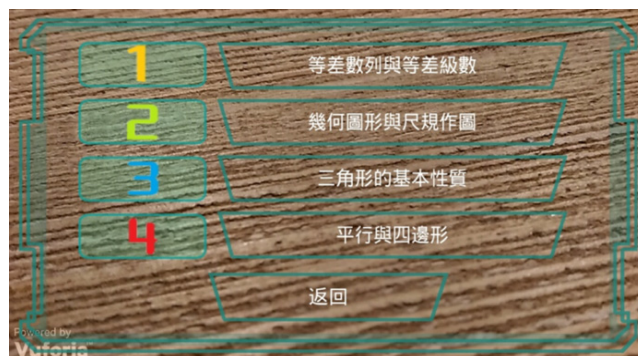 1 等差數列與等差級數
2 幾何圖形與尺規作圖
3 三角形的基本性質
4 平行與四邊形
返回
Powered by
Vuforia